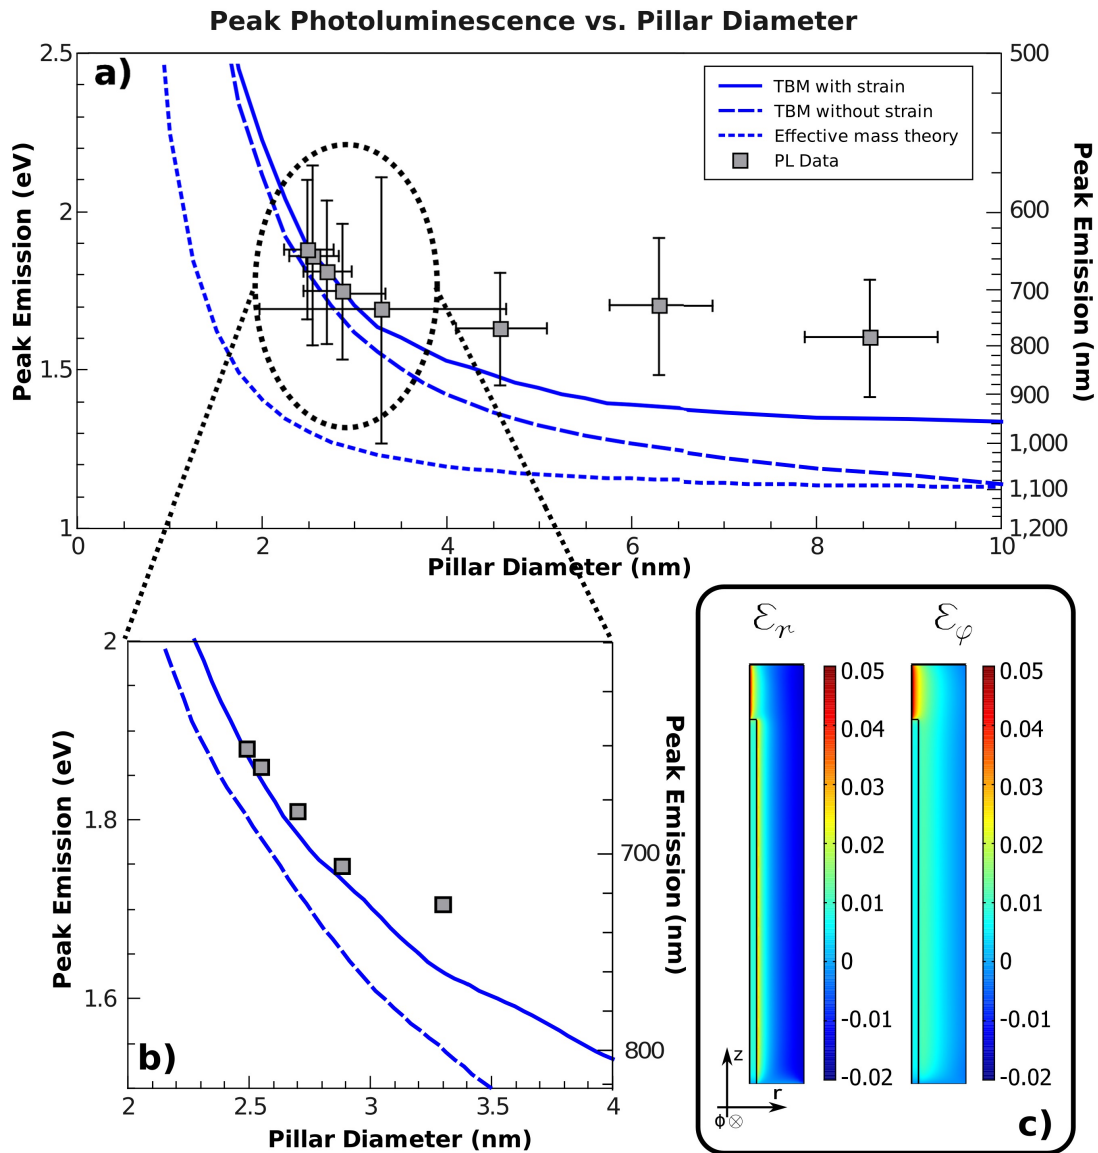 Peak Photoluminescence vs. Pillar Diameter
a)
TBM with strain
TBM without strain
Effective mass theory
PL Data
Peak Emission (eV)
2.5
2
1.5
1
500
600
700
800
900
1,000
1,100
1,200
Peak Emission (nm)
0 2 4 6 8 10
Pillar Diameter (nm)
b)
Peak Emission (eV)
2
1.8
1.6
700
800
Peak Emission (nm)
2 2.5 3 3.5 4
Pillar Diameter (nm)
ℰr ℰφ
0.05 0.05
0.04 0.04
0.03 0.03
0.02 0.02
0.01 0.01
0 0
-0.01 -0.01
-0.02 -0.02
z
r
ϕ
c)